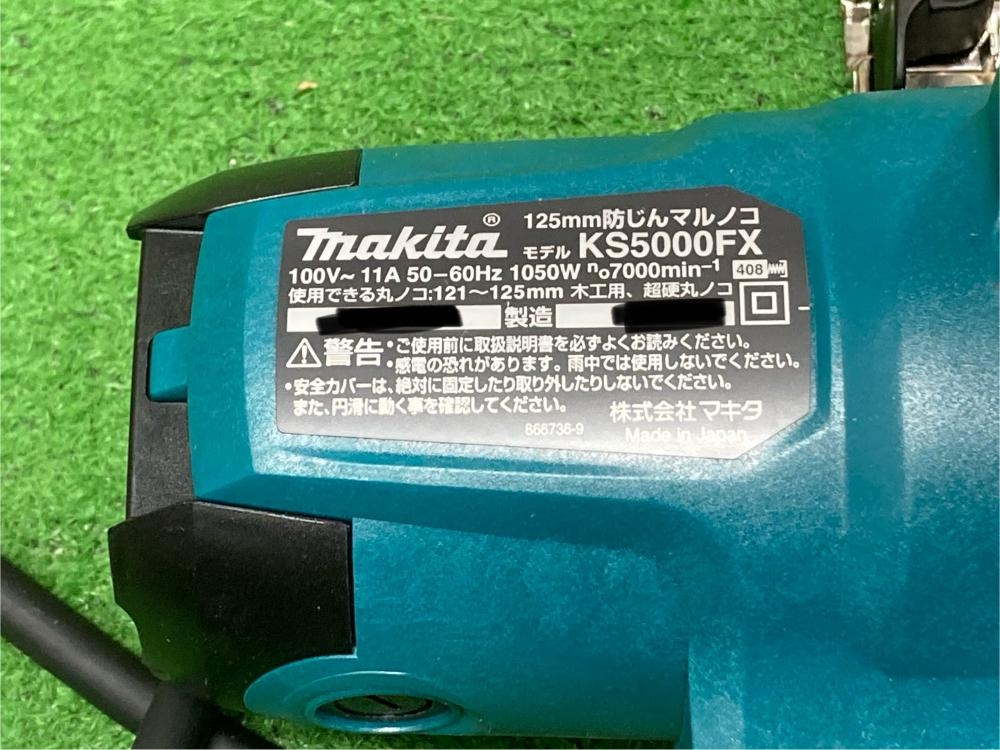 makita® 125mm防じんマルノコ
モデル KS5000FX
100V~ 11A 50-60Hz 1050W n₀7000min⁻¹ 408
使用できる丸ノコ:121~125mm 木工用、超硬丸ノコ
製造
警告 •ご使用前に取扱説明書を必ずよくお読みください。
•感電の恐れがあります。雨中では使用しないでください。
•安全カバーは、絶対に固定したり取り外したりしないでください。
また、円滑に動く事を確認してください。
株式会社 マキタ
866736-9
Made in Japan